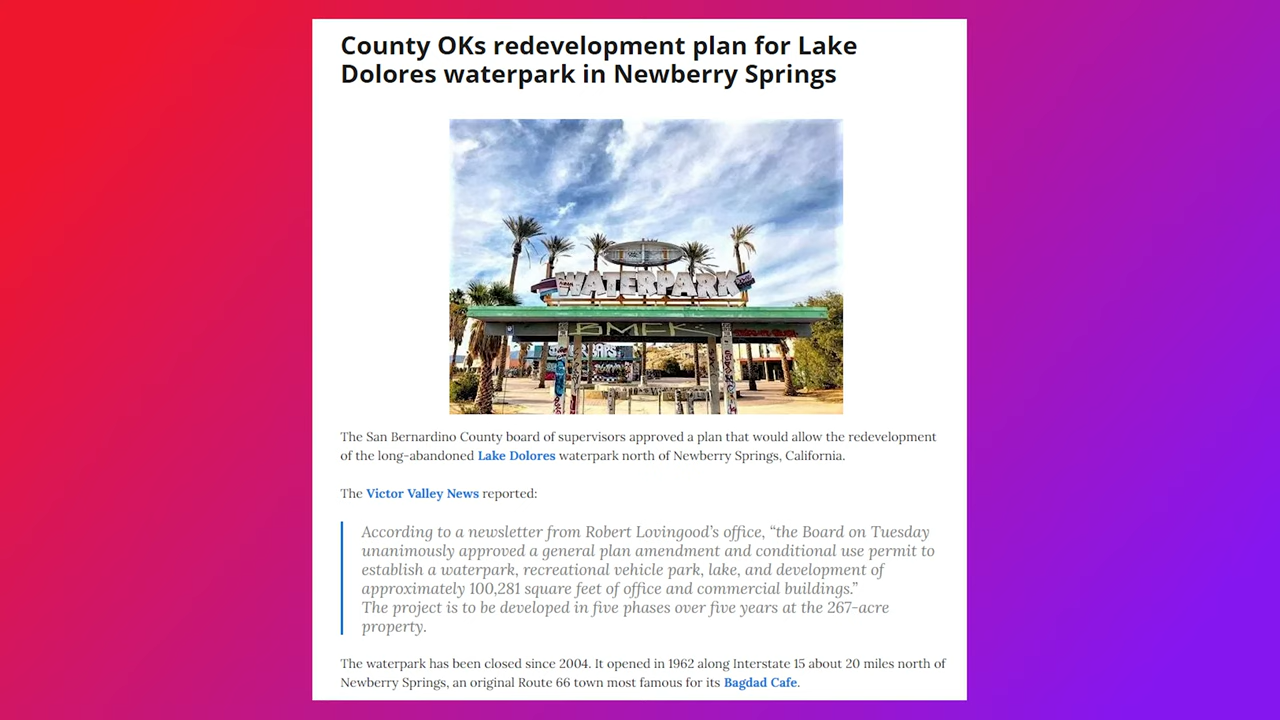 County OKs redevelopment plan for Lake
Dolores waterpark in Newberry Springs
WATERPARK
The San Bernardino County board of supervisors approved a plan that would allow the redevelopment
of the long-abandoned Lake Dolores waterpark north of Newberry Springs, California.
The Victor Valley News reported:
According to a newsletter from Robert Lovingood’s office, “the Board on Tuesday
unanimously approved a general plan amendment and conditional use permit to
establish a waterpark, recreational vehicle park, lake, and development of
approximately 100,281 square feet of office and commercial buildings.”
The project is to be developed in five phases over five years at the 267-acre
property.
The waterpark has been closed since 2004. It opened in 1962 along Interstate 15 about 20 miles north of
Newberry Springs, an original Route 66 town most famous for its Bagdad Cafe.